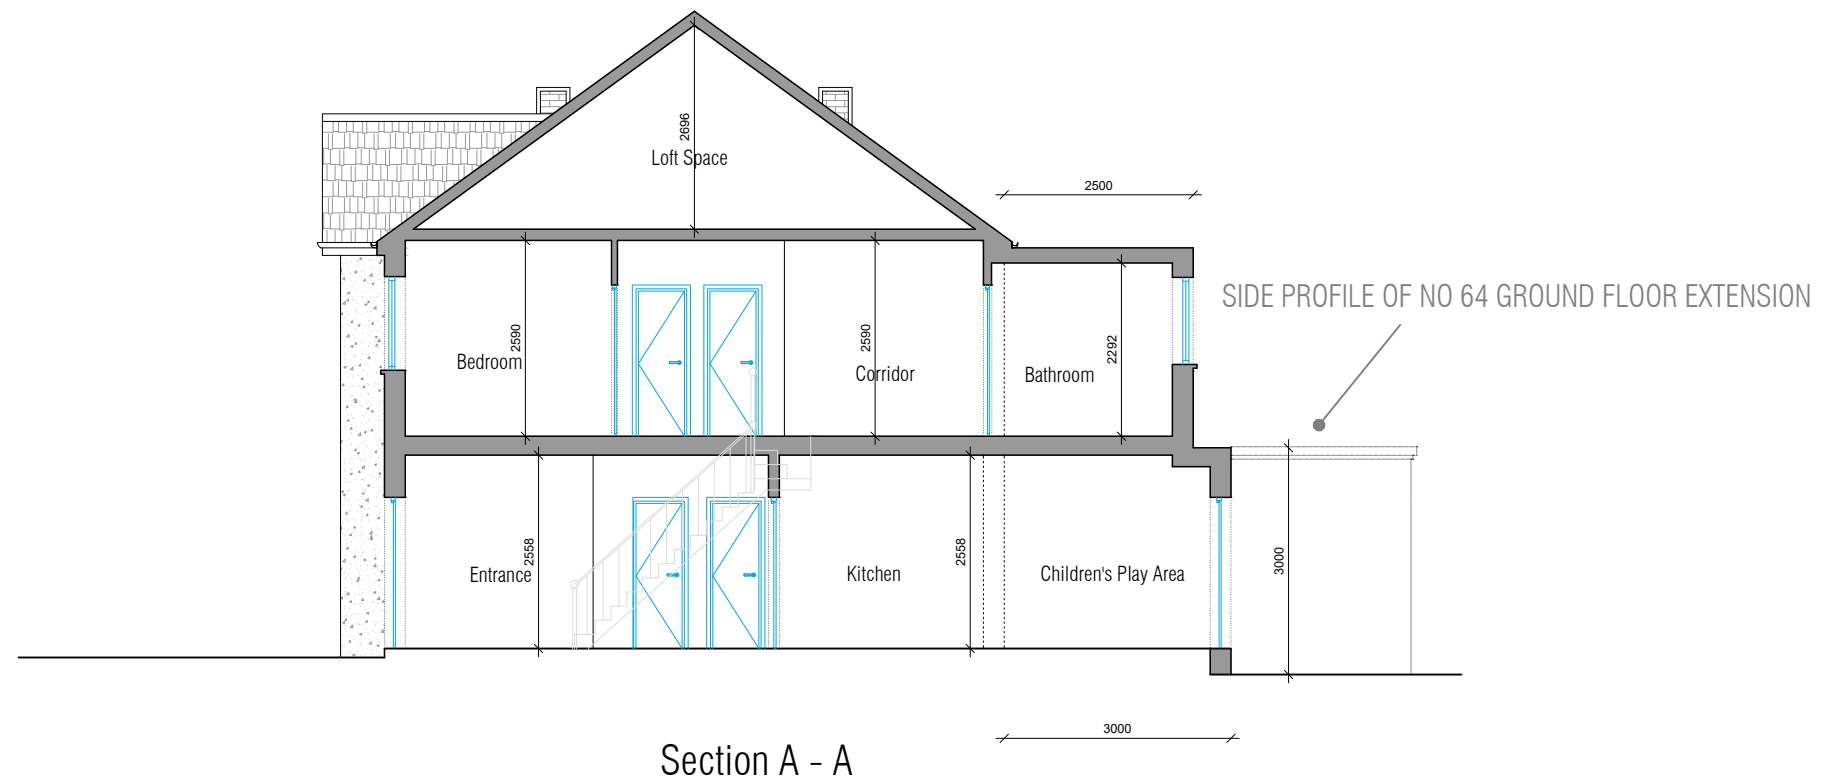 2696
Loft Space
2500
SIDE PROFILE OF NO 64 GROUND FLOOR EXTENSION
2590
2590
2292
Bedroom
Corridor
Bathroom
2558
2558
3000
Entrance
Kitchen
Children's Play Area
3000
Section A - A